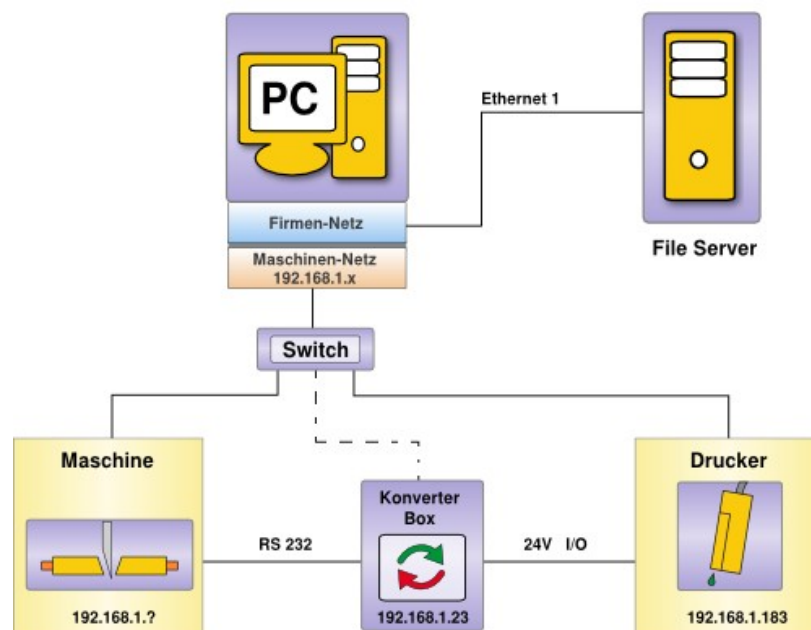 PC
Ethernet 1
File Server
Firmen-Netz
Maschinen-Netz
192.168.1.x
Switch
Maschine
192.168.1.?
RS 232
Konverter
Box
192.168.1.23
24V I/O
Drucker
192.168.1.183